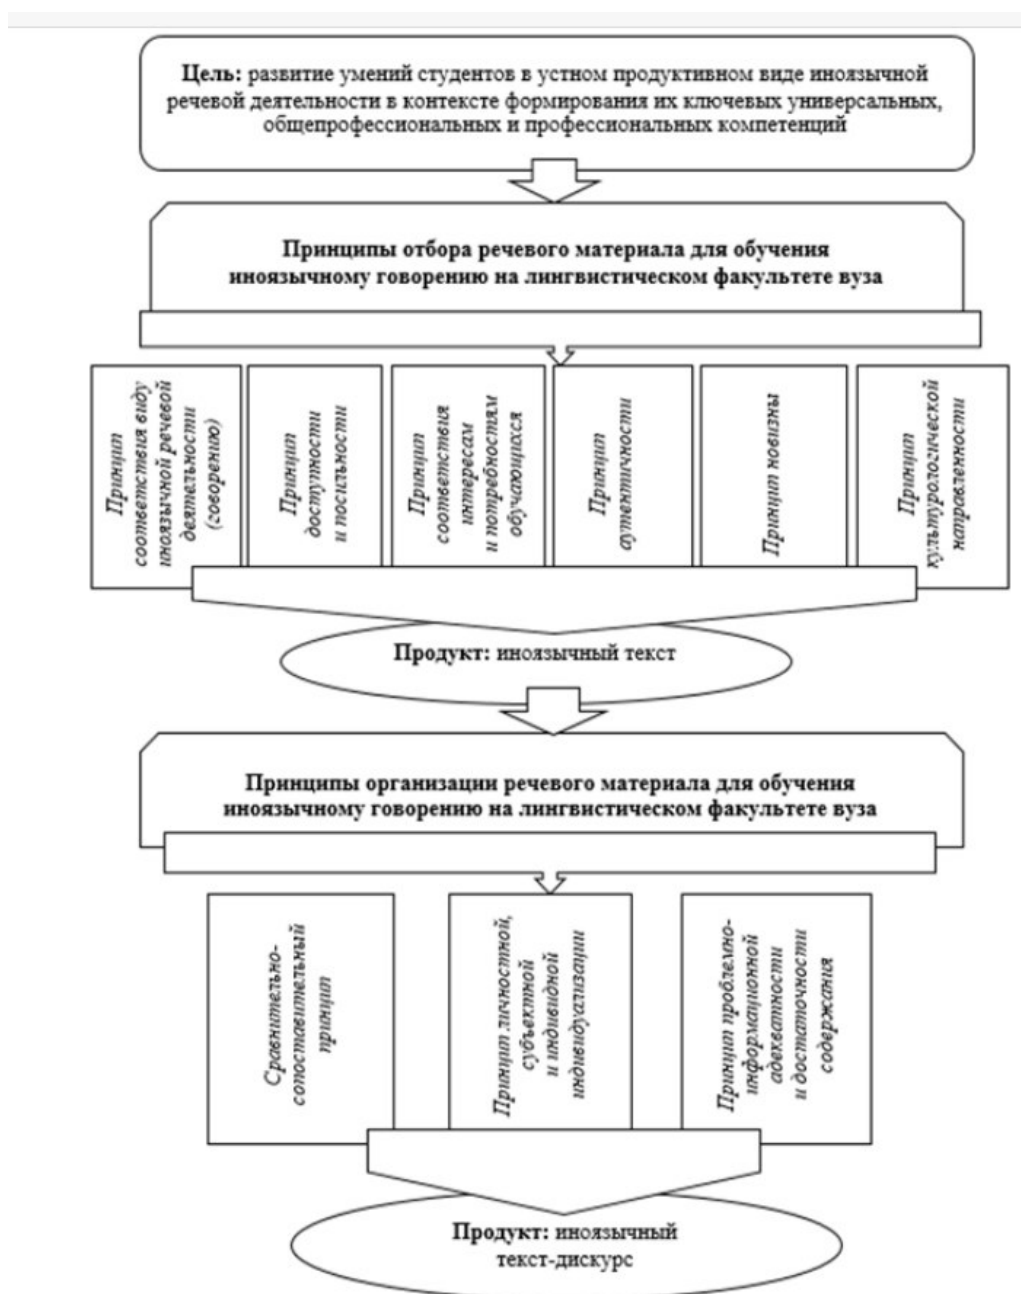 Цель: развитие умений студентов в устном продуктивном виде иноязычной
речевой деятельности в контексте формирования их ключевых универсальных,
общепрофессиональных и профессиональных компетенций
Принципы отбора речевого материала для обучения
иноязычному говорению на лингвистическом факультете вуза
Принцип
соответствия виду
иноязычной речевой
деятельности
(говорению)
Принцип
доступности
и посильности
Принцип
соответствия
интересам
и потребностям
обучающихся
Принцип
аутентичности
Принцип новизны
Принцип
культурологической
направленности
Продукт: иноязычный текст
Принципы организации речевого материала для обучения
иноязычному говорению на лингвистическом факультете вуза
Сравнительно-
сопоставительный
принцип
Принцип личностной,
субъектной
и индивидной
индивидуализации
Принцип проблемно-
информационной
адекватности
и достаточности
содержания
Продукт: иноязычный
текст-дискурс